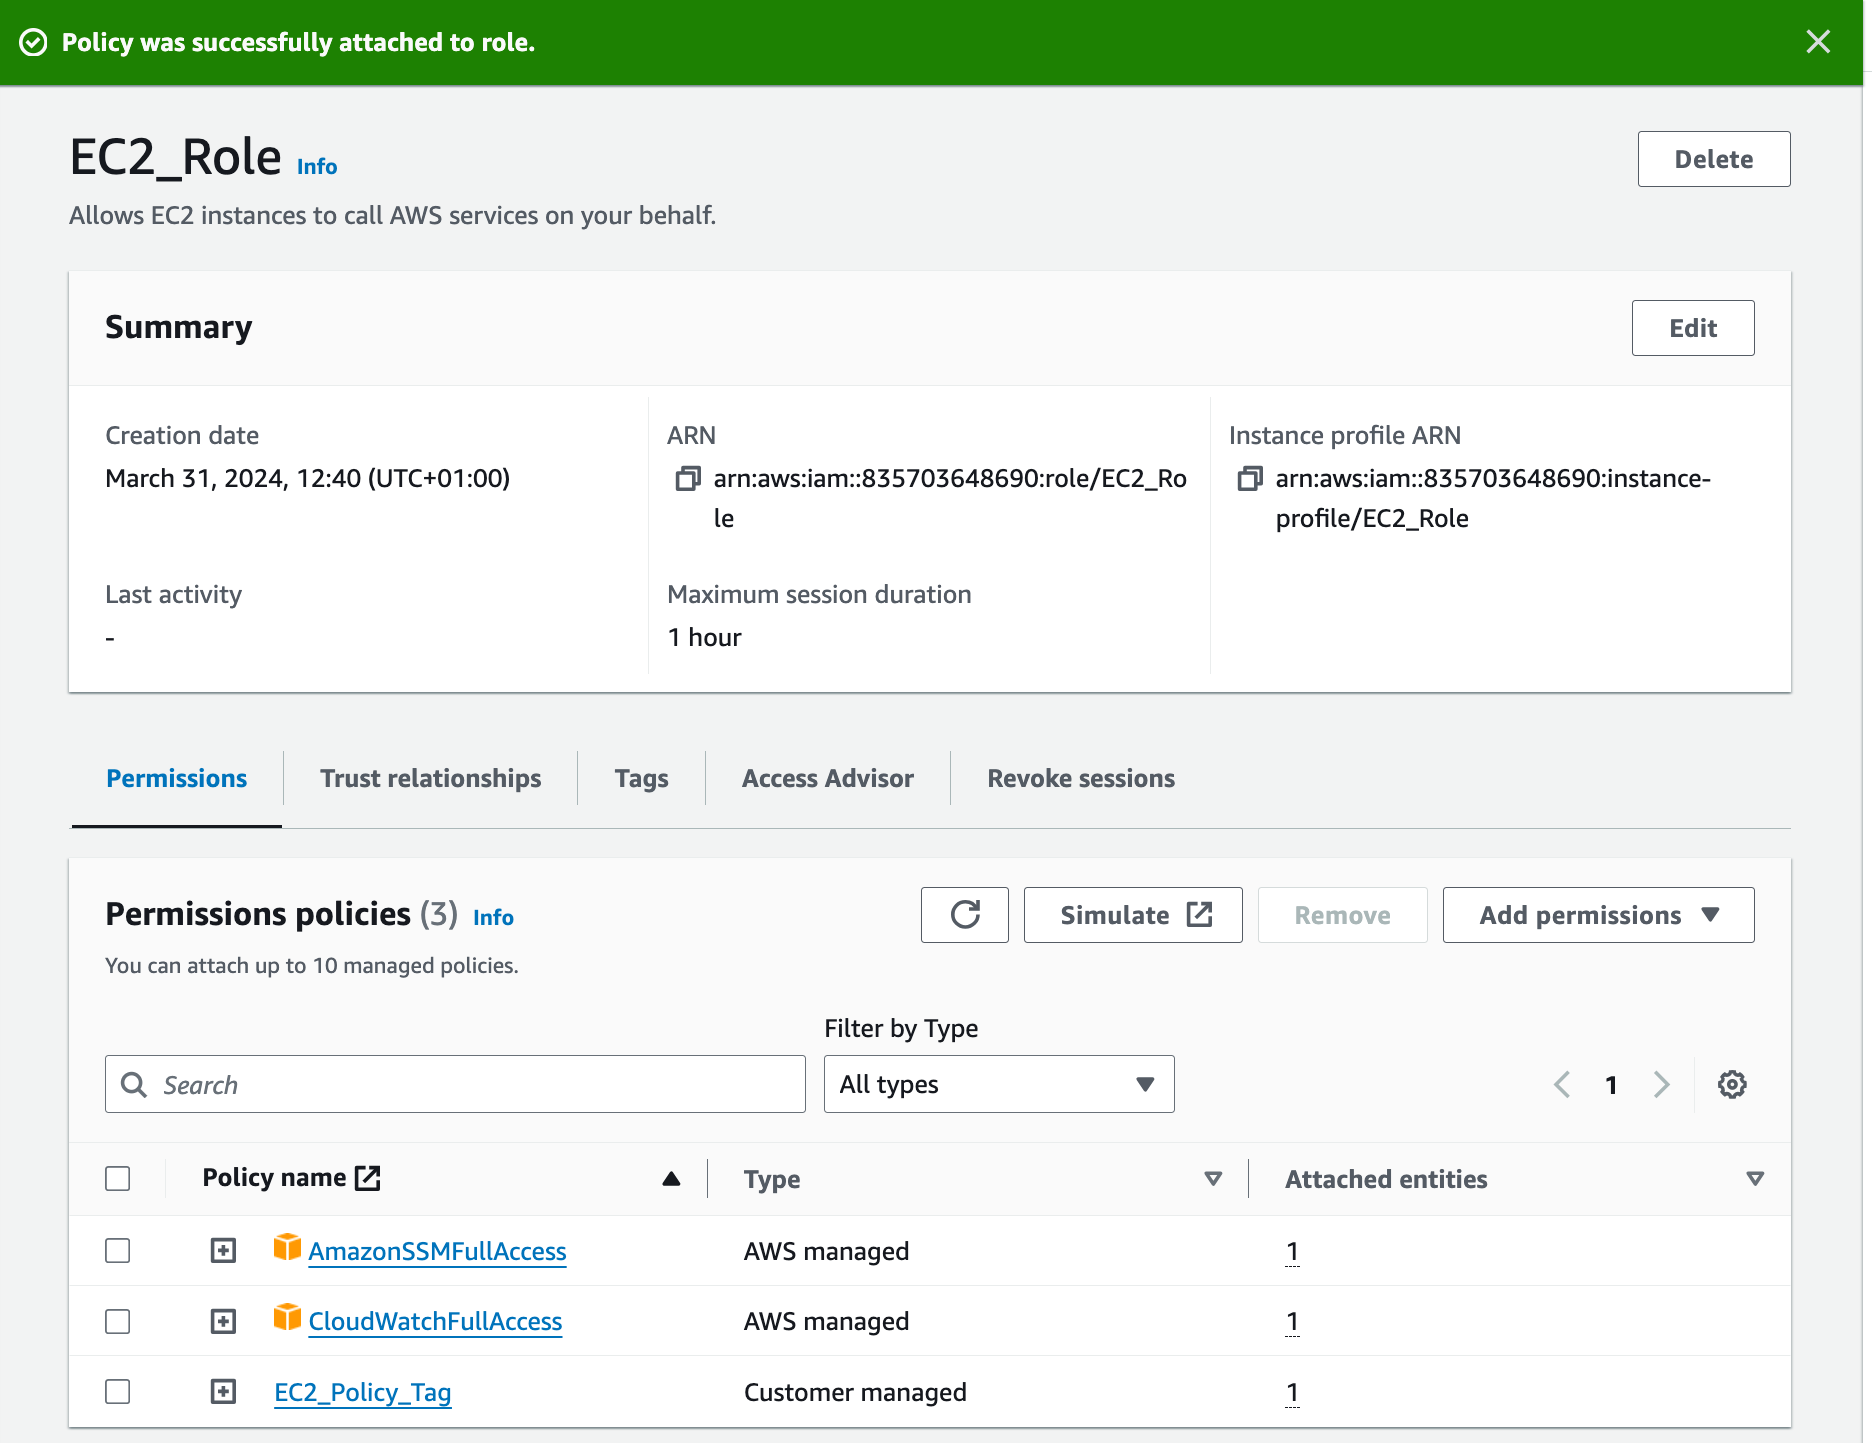 Policy was successfully attached to role.
EC2_Role Info
Delete
Allows EC2 instances to call AWS services on your behalf.
Summary
Edit
Creation date
March 31, 2024, 12:40 (UTC+01:00)
ARN
arn:aws:iam::835703648690:role/EC2_Ro
le
Instance profile ARN
arn:aws:iam::835703648690:instance-
profile/EC2_Role
Last activity
-
Maximum session duration
1 hour
Permissions
Trust relationships
Tags
Access Advisor
Revoke sessions
Permissions policies (3) Info
Simulate
Remove
Add permissions
You can attach up to 10 managed policies.
Filter by Type
Search
All types
1
Policy name
Type
Attached entities
AmazonSSMFullAccess
AWS managed
1
CloudWatchFullAccess
AWS managed
1
EC2_Policy_Tag
Customer managed
1